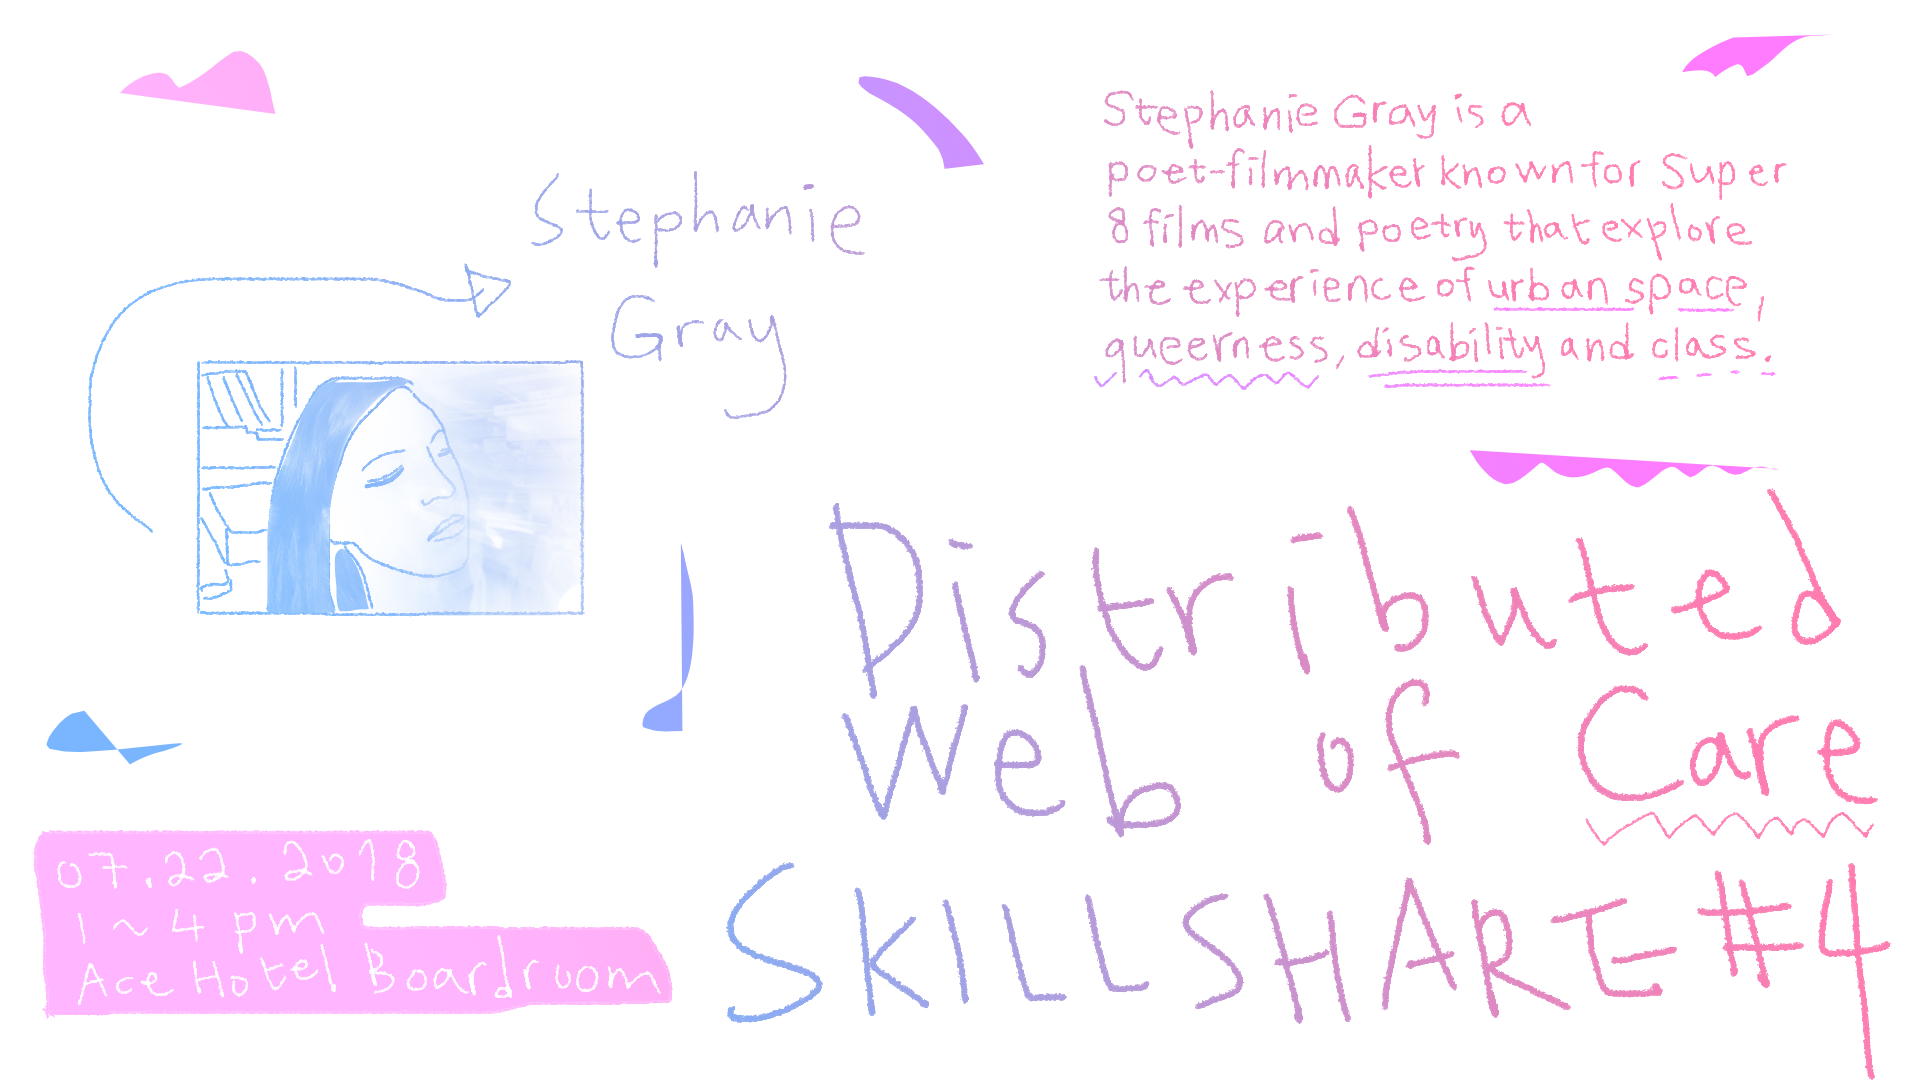 Stephanie
Gray
Stephanie Gray is a
poet-filmmaker known for Super
8 films and poetry that explore
the experience of urban space,
queerness, disability and class.
Distributed
Web of Care
SKILLSHARE #4
07.22.2018
1~4 pm
Ace Hotel Boardroom